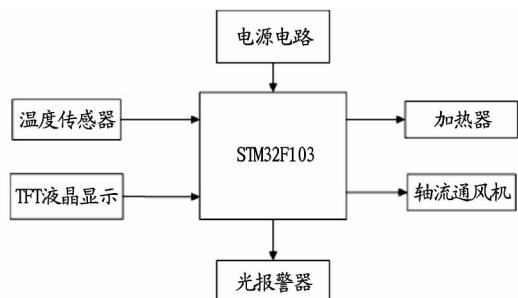 电源电路
温度传感器
STM32F103
加热器
TFT液晶显示
轴流通风机
光报警器